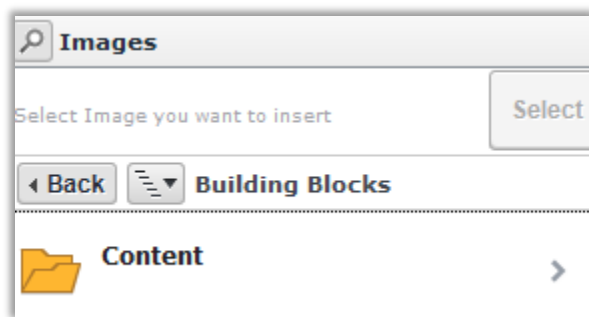 Images
Select Image you want to insert
Select
Back
Building Blocks
Content